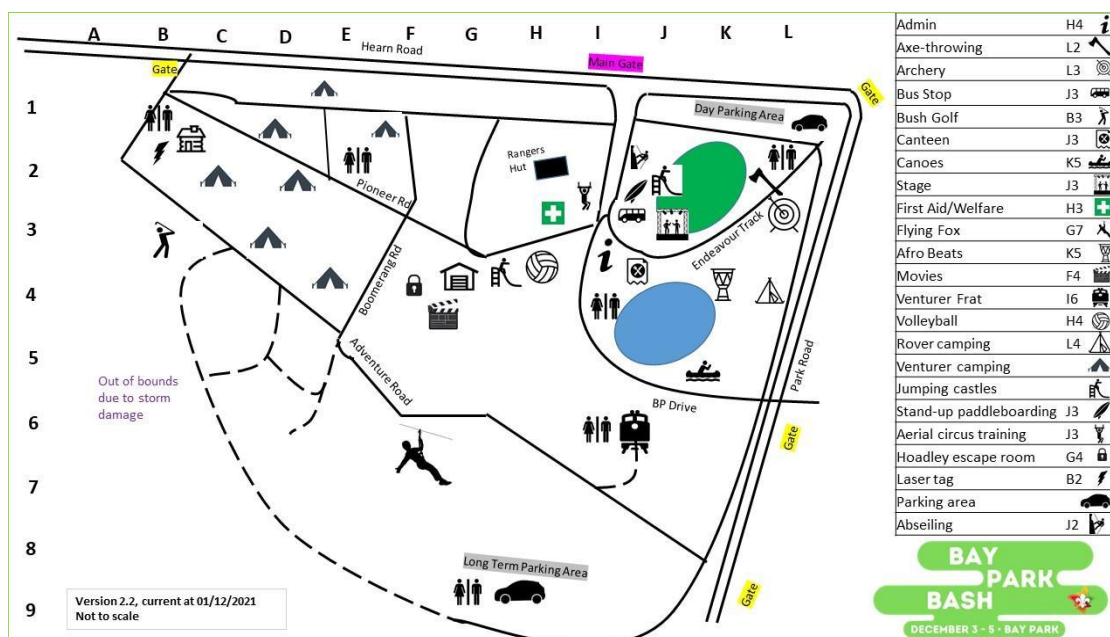 A B C D E F G H I J K L
Hearn Road
Gate
Main Gate
Gate
1
Day Parking Area
2
Rangers
Hut
Pioneer Rd
3
Endeavour Track
Boomerang Rd
4
5
Adventure Road
Park Road
Out of bounds
due to storm
damage
BP Drive
6
Gate
7
8
Long Term Parking Area
Gate
9
Version 2.2, current at 01/12/2021
Not to scale
Admin H4
Axe-throwing L2
Archery L3
Bus Stop J3
Bush Golf B3
Canteen J3
Canoes K5
Stage J3
First Aid/Welfare H3
Flying Fox G7
Afro Beats K5
Movies F4
Venturer Frat I6
Volleyball H4
Rover camping L4
Venturer camping
Jumping castles
Stand-up paddleboarding J3
Aerial circus training J3
Hoadley escape room G4
Laser tag B2
Parking area
Abseiling J2
BAY
PARK
BASH
DECEMBER 3 - 5 • BAY PARK